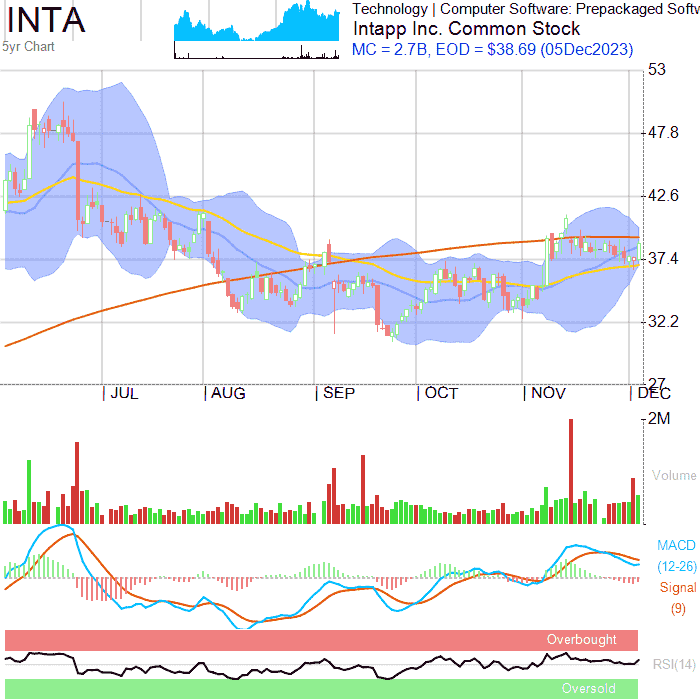 INTA
5yr Chart
Technology | Computer Software: Prepackaged Softw
Intapp Inc. Common Stock
MC = 2.7B, EOD = $38.69 (05Dec2023)
53
47.8
42.6
37.4
32.2
27
JUL AUG SEP OCT NOV DEC
2M
Volume
MACD
(12-26)
Signal
(9)
Overbought
RSI(14)
Oversold